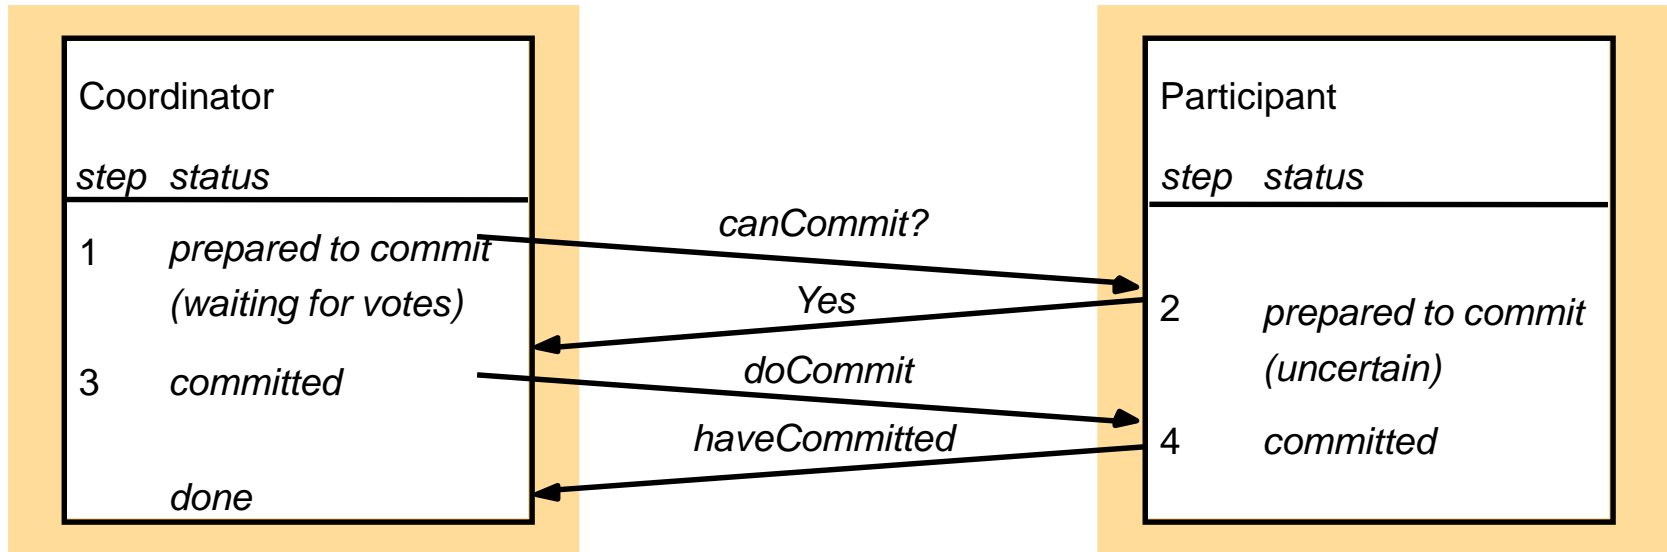 Coordinator
step status
1 prepared to commit
(waiting for votes)
3 committed
done
canCommit?
Yes
doCommit
haveCommitted
Participant
step status
2 prepared to commit
(uncertain)
4 committed